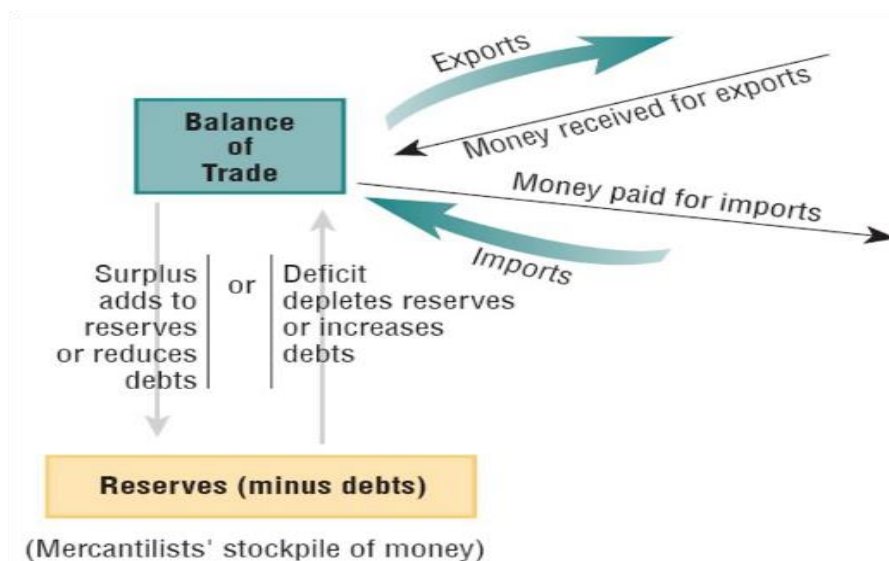 Exports
Money received for exports
Balance
of
Trade
Money paid for imports
Imports
Surplus
adds to
reserves
or reduces
debts
or
Deficit
depletes reserves
or increases
debts
Reserves (minus debts)
(Mercantilists' stockpile of money)